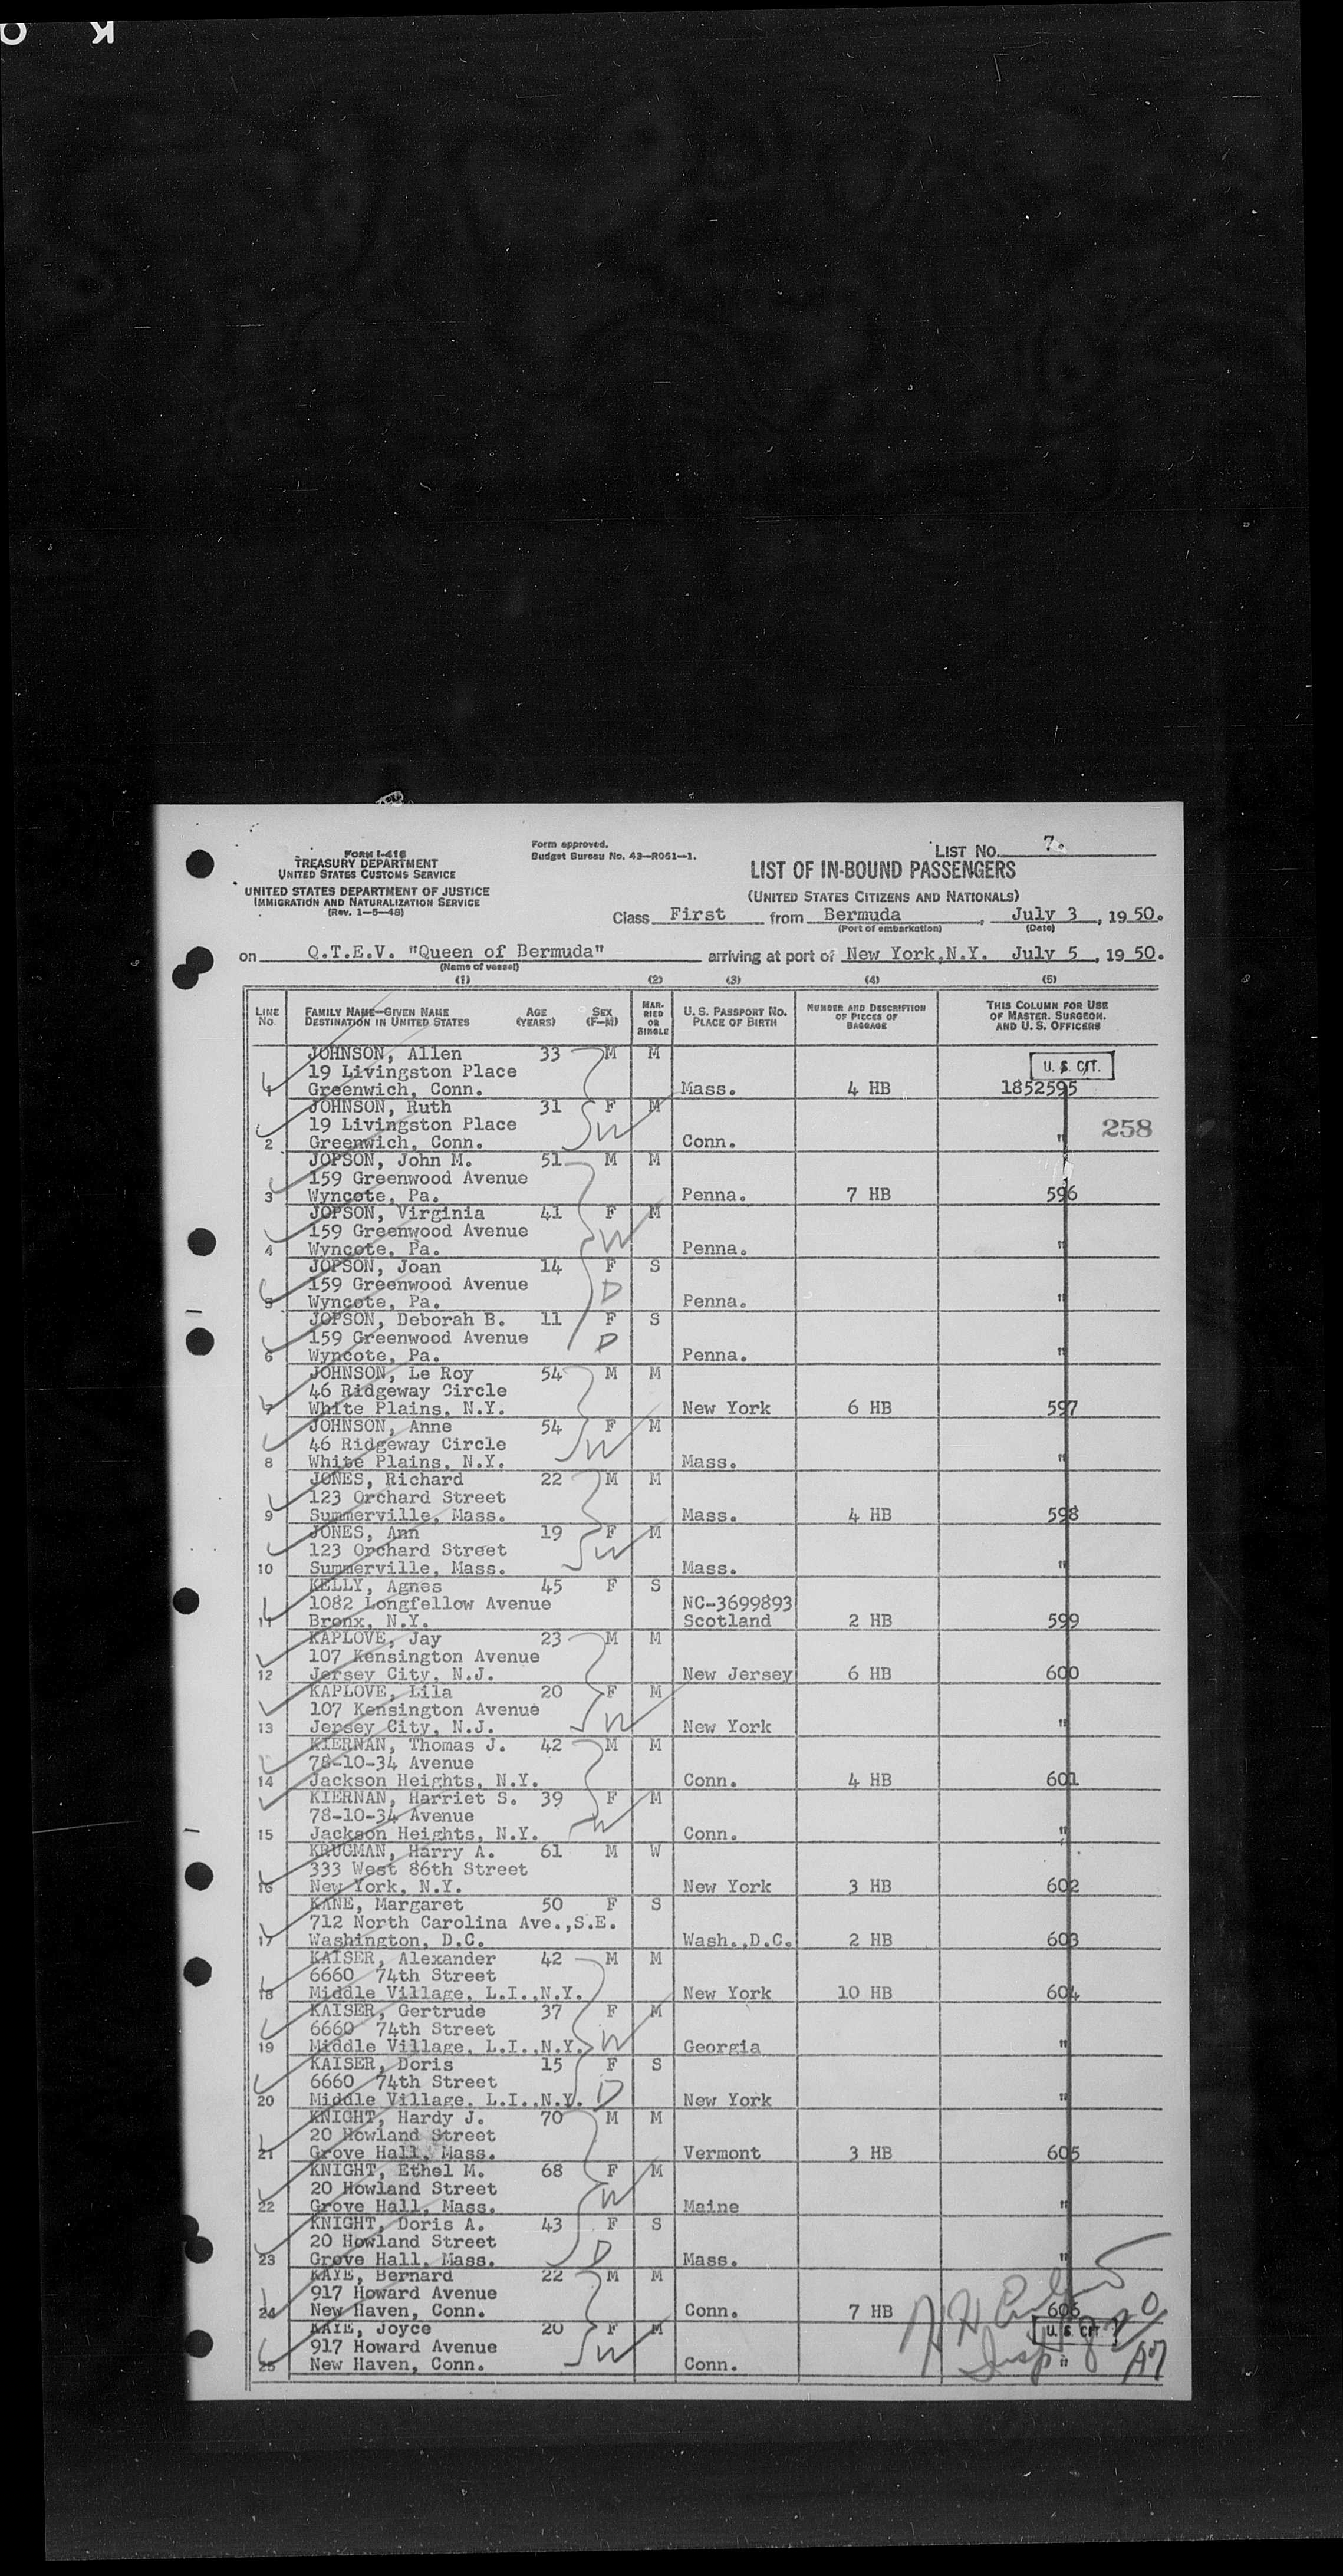 K O
FORM I-416
TREASURY DEPARTMENT
UNITED STATES CUSTOMS SERVICE
UNITED STATES DEPARTMENT OF JUSTICE
IMMIGRATION AND NATURALIZATION SERVICE
(Rev. 1-5-48)
Form approved.
Budget Bureau No. 43-R061-1.
LIST No. 7.
LIST OF IN-BOUND PASSENGERS
(UNITED STATES CITIZENS AND NATIONALS)
Class First from Bermuda, July 3, 1950.
(Port of embarkation) (Date)
on Q.T.E.V. "Queen of Bermuda" arriving at port of New York, N.Y. July 5, 1950.
(Name of vessel)
(1) (2) (3) (4) (5)
LINE No. FAMILY NAME—GIVEN NAME DESTINATION IN UNITED STATES AGE (YEARS) SEX (F-M) MARRIED OR SINGLE U. S. PASSPORT No. PLACE OF BIRTH NUMBER AND DESCRIPTION OF PIECES OF BAGGAGE THIS COLUMN FOR USE OF MASTER, SURGEON, AND U. S. OFFICERS
JOHNSON, Allen 33 M M
19 Livingston Place U. S. CIT.
1 Greenwich, Conn. Mass. 4 HB 1852595
JOHNSON, Ruth 31 F M
19 Livingston Place W 258
2 Greenwich, Conn. Conn. "
JOPSON, John M. 51 M M
159 Greenwood Avenue
3 Wyncote, Pa. Penna. 7 HB 596
JOPSON, Virginia 41 F M
159 Greenwood Avenue W
4 Wyncote, Pa. Penna. "
JOPSON, Joan 14 F S
159 Greenwood Avenue D
5 Wyncote, Pa. Penna. "
JOPSON, Deborah B. 11 F S
159 Greenwood Avenue D
6 Wyncote, Pa. Penna. "
JOHNSON, Le Roy 54 M M
46 Ridgeway Circle
7 White Plains, N.Y. New York 6 HB 597
JOHNSON, Anne 54 F M
46 Ridgeway Circle W
8 White Plains, N.Y. Mass. "
JONES, Richard 22 M M
123 Orchard Street
9 Summerville, Mass. Mass. 4 HB 598
JONES, Ann 19 F M
123 Orchard Street W
10 Summerville, Mass. Mass. "
KELLY, Agnes 45 F S
1082 Longfellow Avenue NC-3699893
11 Bronx, N.Y. Scotland 2 HB 599
KAPLOVE, Jay 23 M M
107 Kensington Avenue
12 Jersey City, N.J. New Jersey 6 HB 600
KAPLOVE, Lila 20 F M
107 Kensington Avenue W
13 Jersey City, N.J. New York "
KIERNAN, Thomas J. 42 M M
78-10-34 Avenue
14 Jackson Heights, N.Y. Conn. 4 HB 601
KIERNAN, Harriet S. 39 F M
78-10-34 Avenue W
15 Jackson Heights, N.Y. Conn. "
KRUGMAN, Harry A. 61 M W
333 West 86th Street
16 New York, N.Y. New York 3 HB 602
KANE, Margaret 50 F S
712 North Carolina Ave.,S.E.
17 Washington, D.C. Wash.,D.C. 2 HB 603
KAISER, Alexander 42 M M
6660 74th Street
18 Middle Village, L.I.,N.Y. New York 10 HB 604
KAISER, Gertrude 37 F M
6660 74th Street W
19 Middle Village, L.I.,N.Y. Georgia "
KAISER, Doris 15 F S
6660 74th Street D
20 Middle Village, L.I.,N.Y. New York "
KNIGHT, Hardy J. 70 M M
20 Howland Street
21 Grove Hall, Mass. Vermont 3 HB 605
KNIGHT, Ethel M. 68 F M
20 Howland Street W
22 Grove Hall, Mass. Maine "
KNIGHT, Doris A. 43 F S
20 Howland Street D
23 Grove Hall, Mass. Mass. "
KAYE, Bernard 22 M M
917 Howard Avenue
24 New Haven, Conn. Conn. 7 HB 606
KAYE, Joyce 20 F M U. S. CIT.
917 Howard Avenue W Insp
25 New Haven, Conn. Conn. "